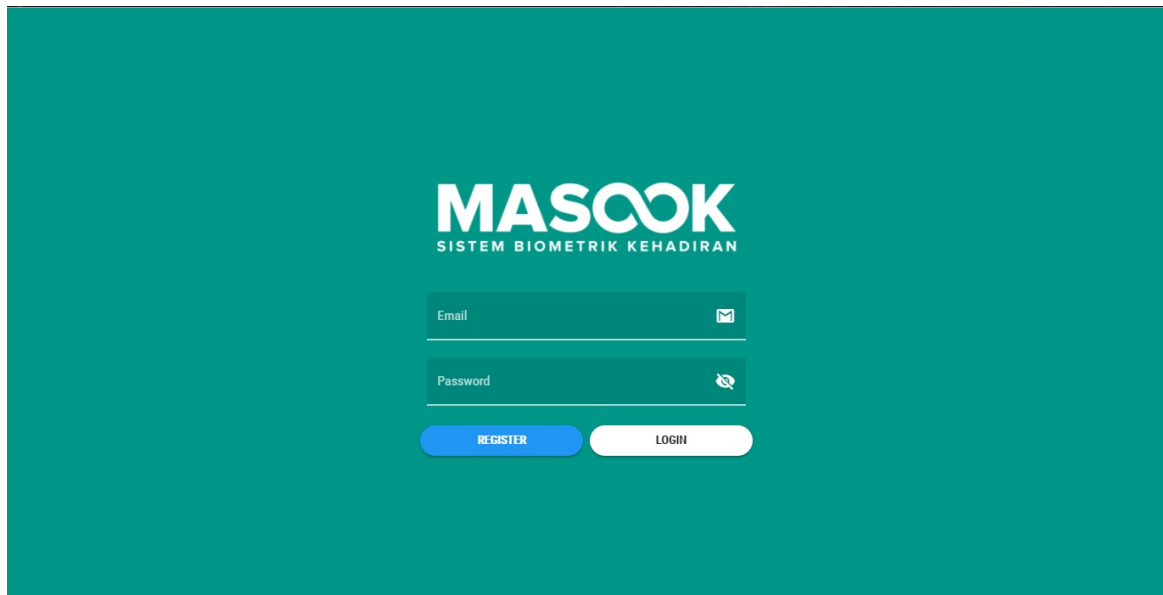 MASOOK
SISTEM BIOMETRIK KEHADIRAN
Email
Password
REGISTER LOGIN